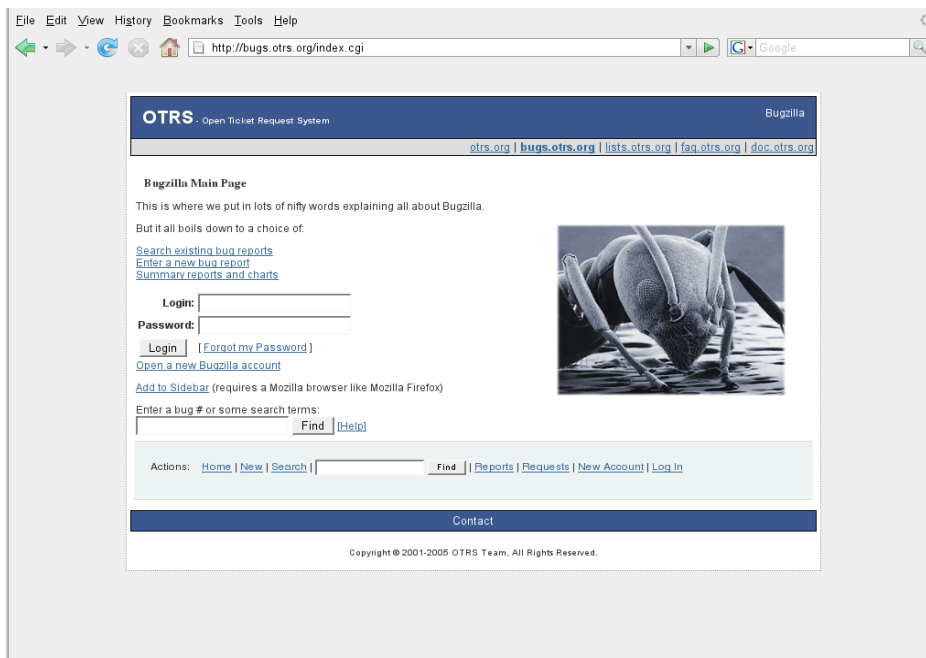 File Edit View History Bookmarks Tools Help
http://bugs.otrs.org/index.cgi G Google
OTRS - Open Ticket Request System Bugzilla
otrs.org | bugs.otrs.org | lists.otrs.org | faq.otrs.org | doc.otrs.org
Bugzilla Main Page
This is where we put in lots of nifty words explaining all about Bugzilla.
But it all boils down to a choice of:
Search existing bug reports
Enter a new bug report
Summary reports and charts
Login:
Password:
Login [ Forgot my Password ]
Open a new Bugzilla account
Add to Sidebar (requires a Mozilla browser like Mozilla Firefox)
Enter a bug # or some search terms:
Find [Help]
Actions: Home | New | Search | Find | Reports | Requests | New Account | Log In
Contact
Copyright © 2001-2005 OTRS Team, All Rights Reserved.